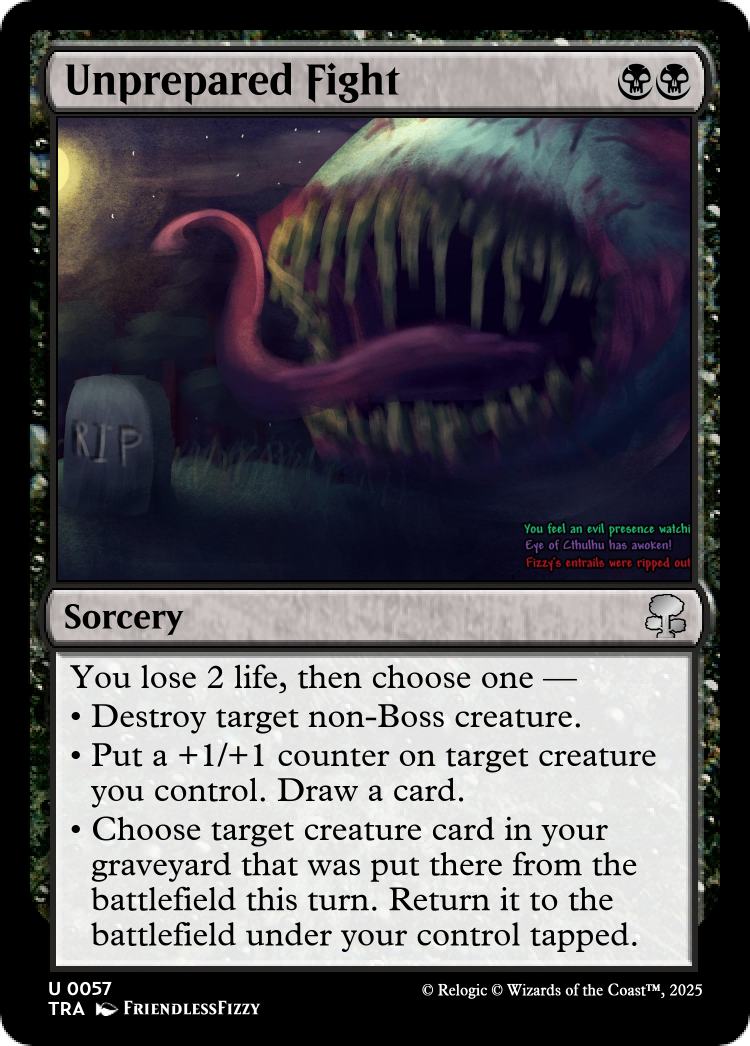 Unprepared Fight
RIP
You feel an evil presence watchi
Eye of Cthulhu has awoken!
Fizzy's entrails were ripped out
Sorcery
You lose 2 life, then choose one —
• Destroy target non-Boss creature.
• Put a +1/+1 counter on target creature
you control. Draw a card.
• Choose target creature card in your
graveyard that was put there from the
battlefield this turn. Return it to the
battlefield under your control tapped.
U 0057
TRA FriendlessFizzy
© Relogic © Wizards of the Coast™, 2025